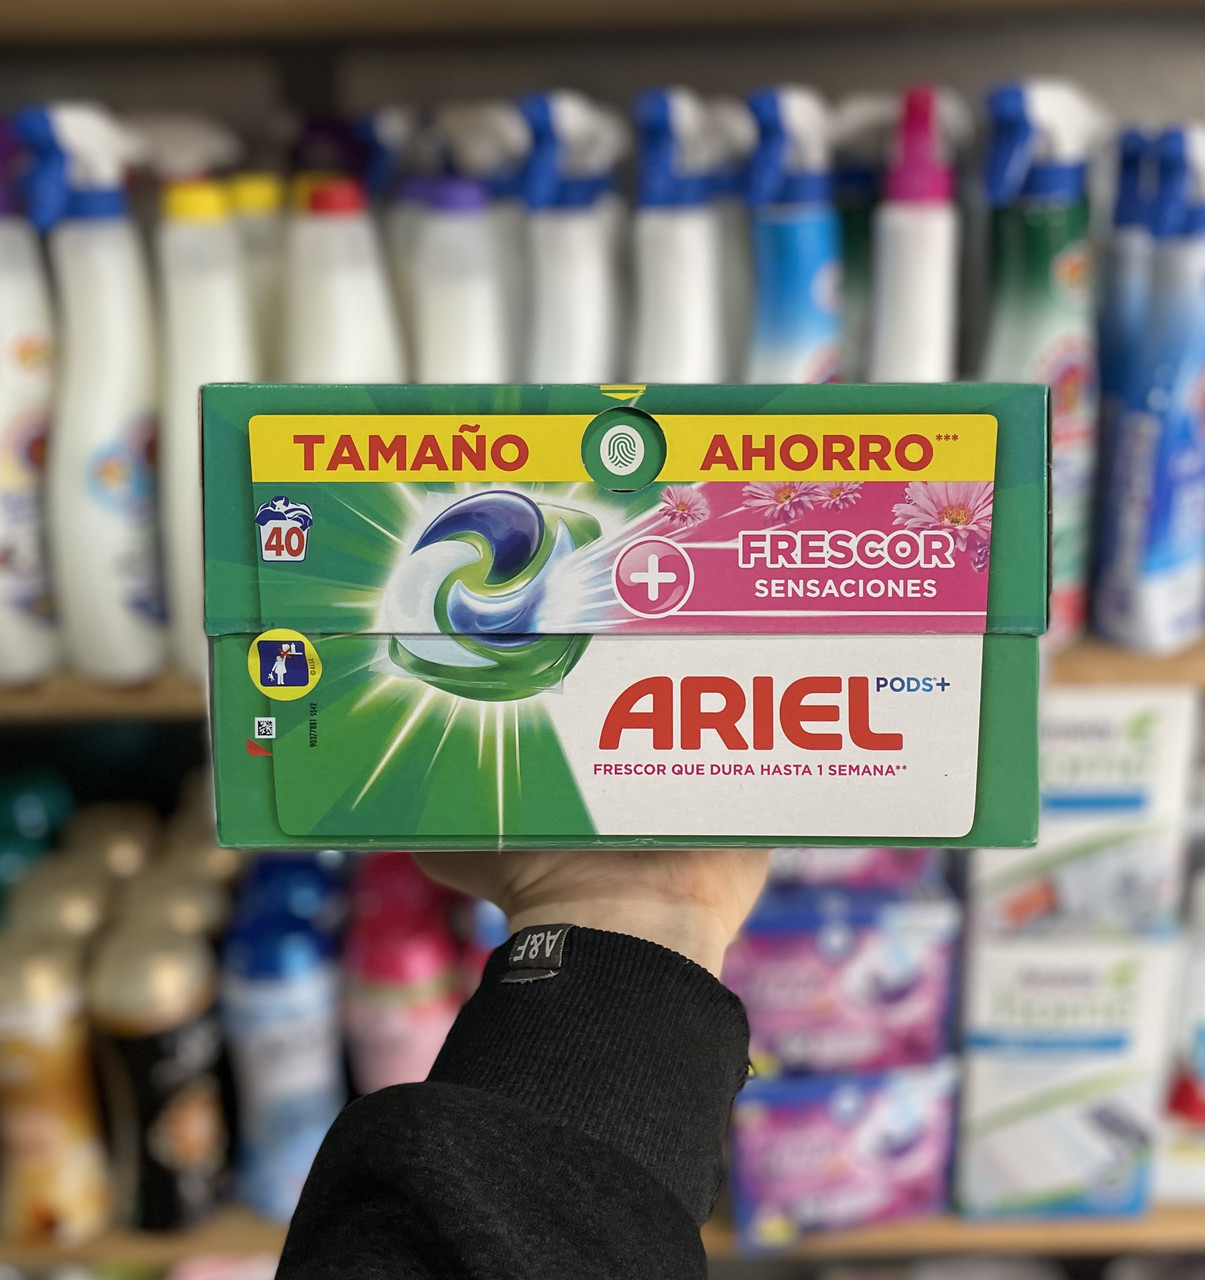 TAMAÑO AHORRO***
40
FRESCOR
SENSACIONES
ARIEL PODS+
FRESCOR QUE DURA HASTA 1 SEMANA**
A&F